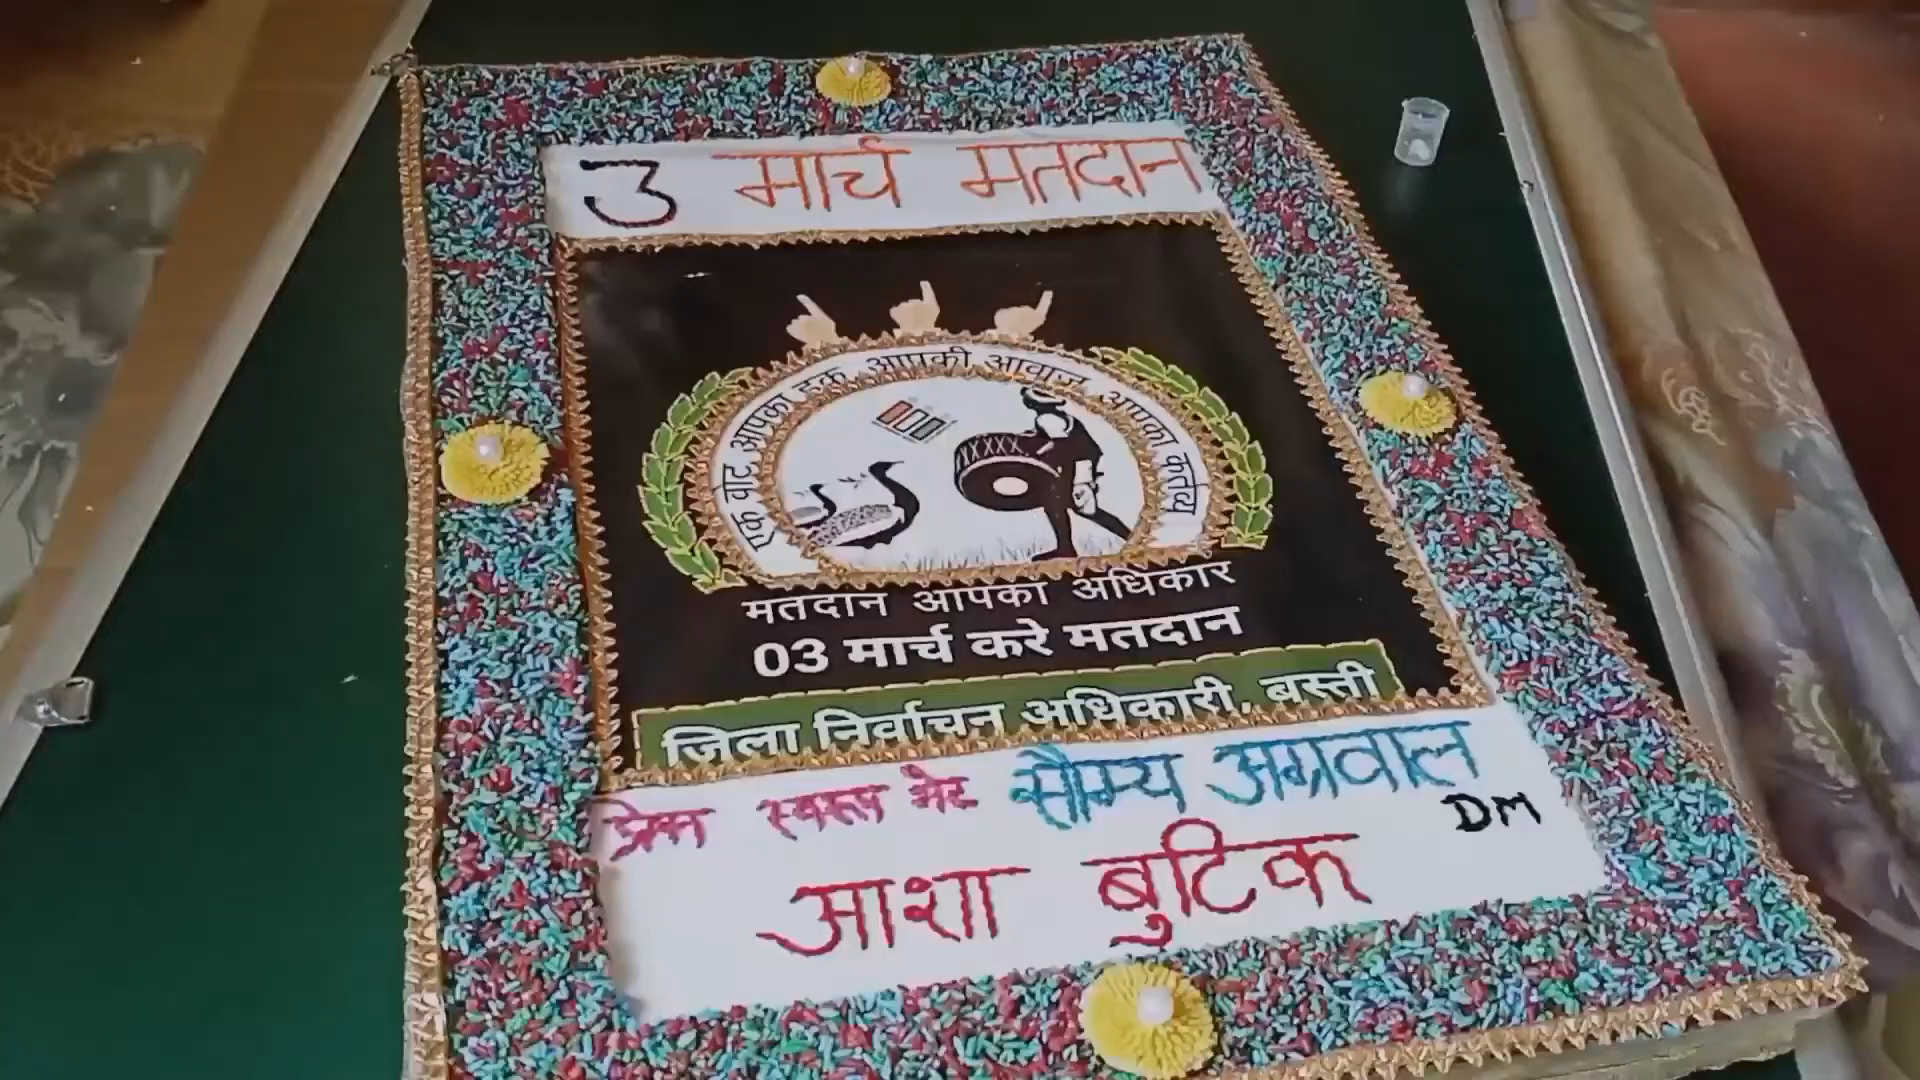 3 मार्च मतदान
एक वोट, आपका हक, आपकी आवाज, आपका कर्तव्य
मतदान आपका अधिकार
03 मार्च करे मतदान
जिला निर्वाचन अधिकारी, बस्ती
स्वरूप भेट सौम्य अग्रवाल
DM
आशा बुटिक